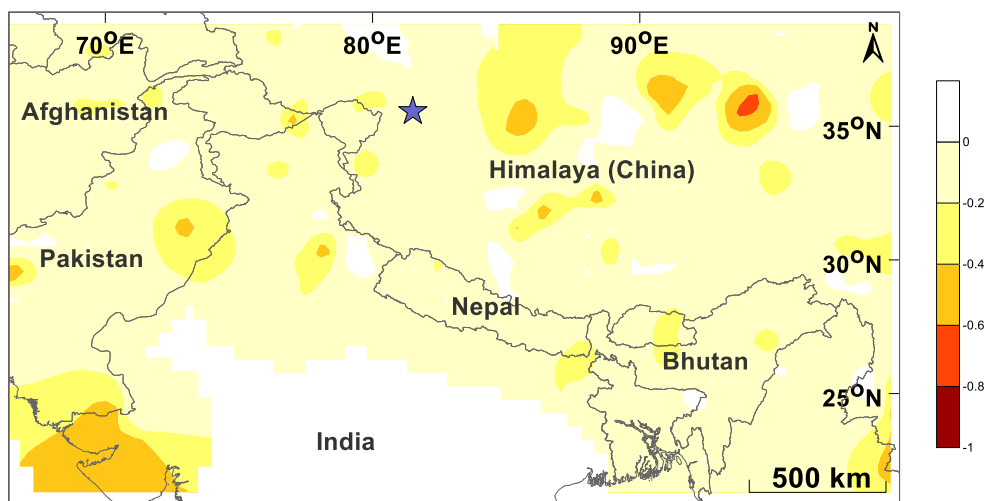 70°E 80°E 90°E N
Afghanistan
35°N
Himalaya (China)
Pakistan
30°N
Nepal
Bhutan
25°N
India
500 km
0
-0.2
-0.4
-0.6
-0.8
-1